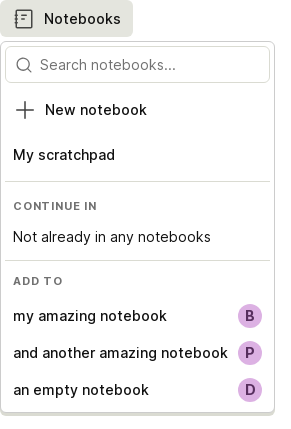 Notebooks
Search notebooks...
New notebook
My scratchpad
CONTINUE IN
Not already in any notebooks
ADD TO
my amazing notebook B
and another amazing notebook P
an empty notebook D